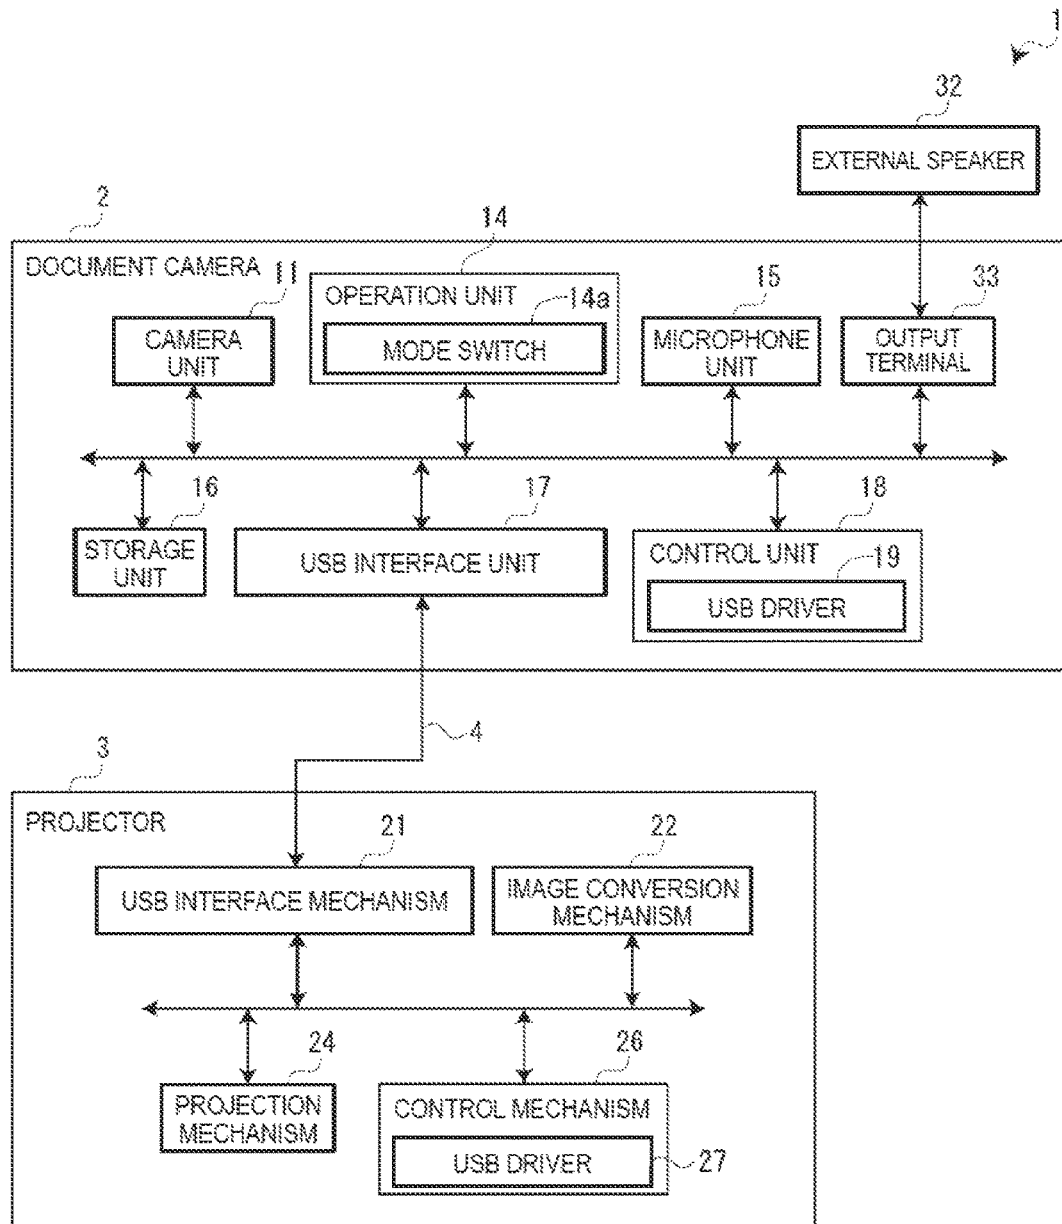 1
32
EXTERNAL SPEAKER
2
14
DOCUMENT CAMERA
11
OPERATION UNIT
14a
15
33
CAMERA
UNIT
MODE SWITCH
MICROPHONE
UNIT
OUTPUT
TERMINAL
16
17
18
STORAGE
UNIT
USB INTERFACE UNIT
CONTROL UNIT
19
USB DRIVER
4
3
PROJECTOR
21
22
USB INTERFACE MECHANISM
IMAGE CONVERSION
MECHANISM
24
26
PROJECTION
MECHANISM
CONTROL MECHANISM
USB DRIVER
27